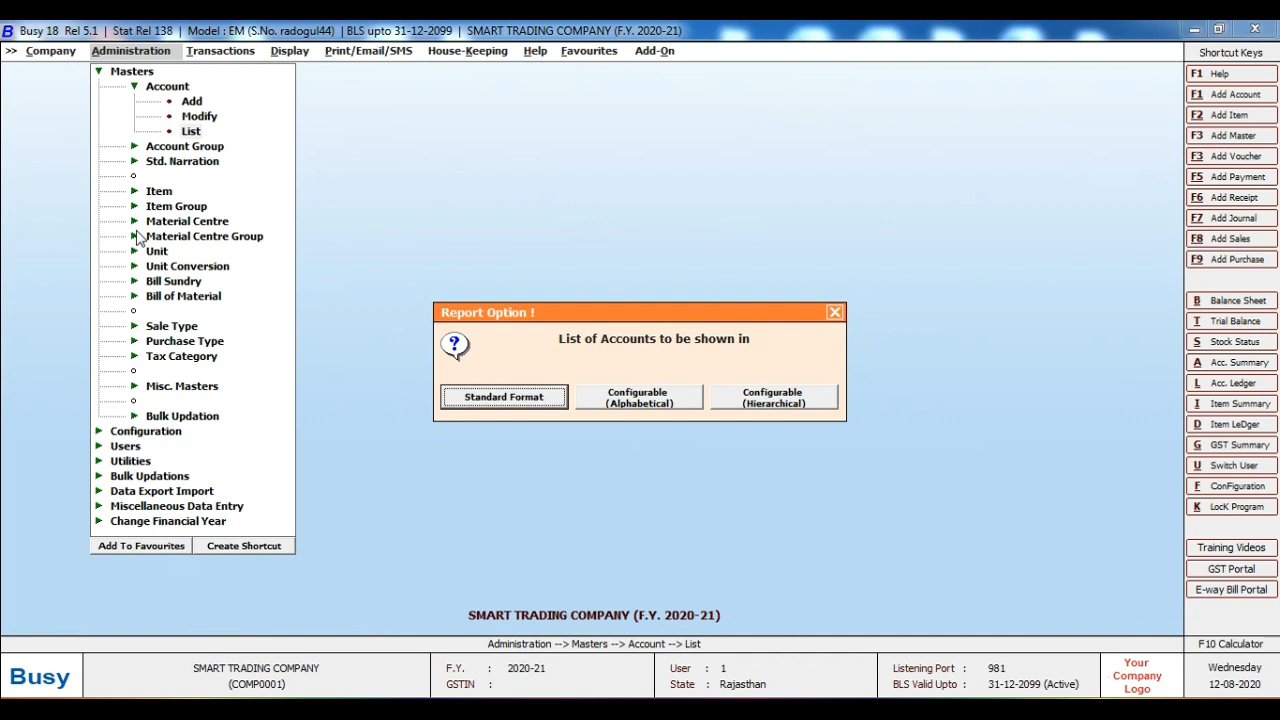 Busy 18 Rel 5.1 | Stat Rel 138 | Model : EM (S.No. radogul44) | BLS upto 31-12-2099 | SMART TRADING COMPANY (F.Y. 2020-21)
>> Company Administration Transactions Display Print/Email/SMS House-Keeping Help Favourites Add-On
Masters
Account
Add
Modify
List
Account Group
Std. Narration
Item
Item Group
Material Centre
Material Centre Group
Unit
Unit Conversion
Bill Sundry
Bill of Material
Sale Type
Purchase Type
Tax Category
Misc. Masters
Bulk Updation
Configuration
Users
Utilities
Bulk Updations
Data Export Import
Miscellaneous Data Entry
Change Financial Year
Add To Favourites Create Shortcut
Report Option !
List of Accounts to be shown in
Standard Format
Configurable
(Alphabetical)
Configurable
(Hierarchical)
SMART TRADING COMPANY (F.Y. 2020-21)
Shortcut Keys
F1 Help
F1 Add Account
F2 Add Item
F3 Add Master
F3 Add Voucher
F5 Add Payment
F6 Add Receipt
F7 Add Journal
F8 Add Sales
F9 Add Purchase
B Balance Sheet
T Trial Balance
S Stock Status
A Acc. Summary
L Acc. Ledger
I Item Summary
D Item LeDger
G GST Summary
U Switch User
F ConFiguration
K LocK Program
Training Videos
GST Portal
E-way Bill Portal
Administration --> Masters --> Account --> List
F10 Calculator
Busy
SMART TRADING COMPANY
(COMP0001)
F.Y. : 2020-21
GSTIN :
User : 1
State : Rajasthan
Listening Port : 981
BLS Valid Upto : 31-12-2099 (Active)
Your
Company
Logo
Wednesday
12-08-2020